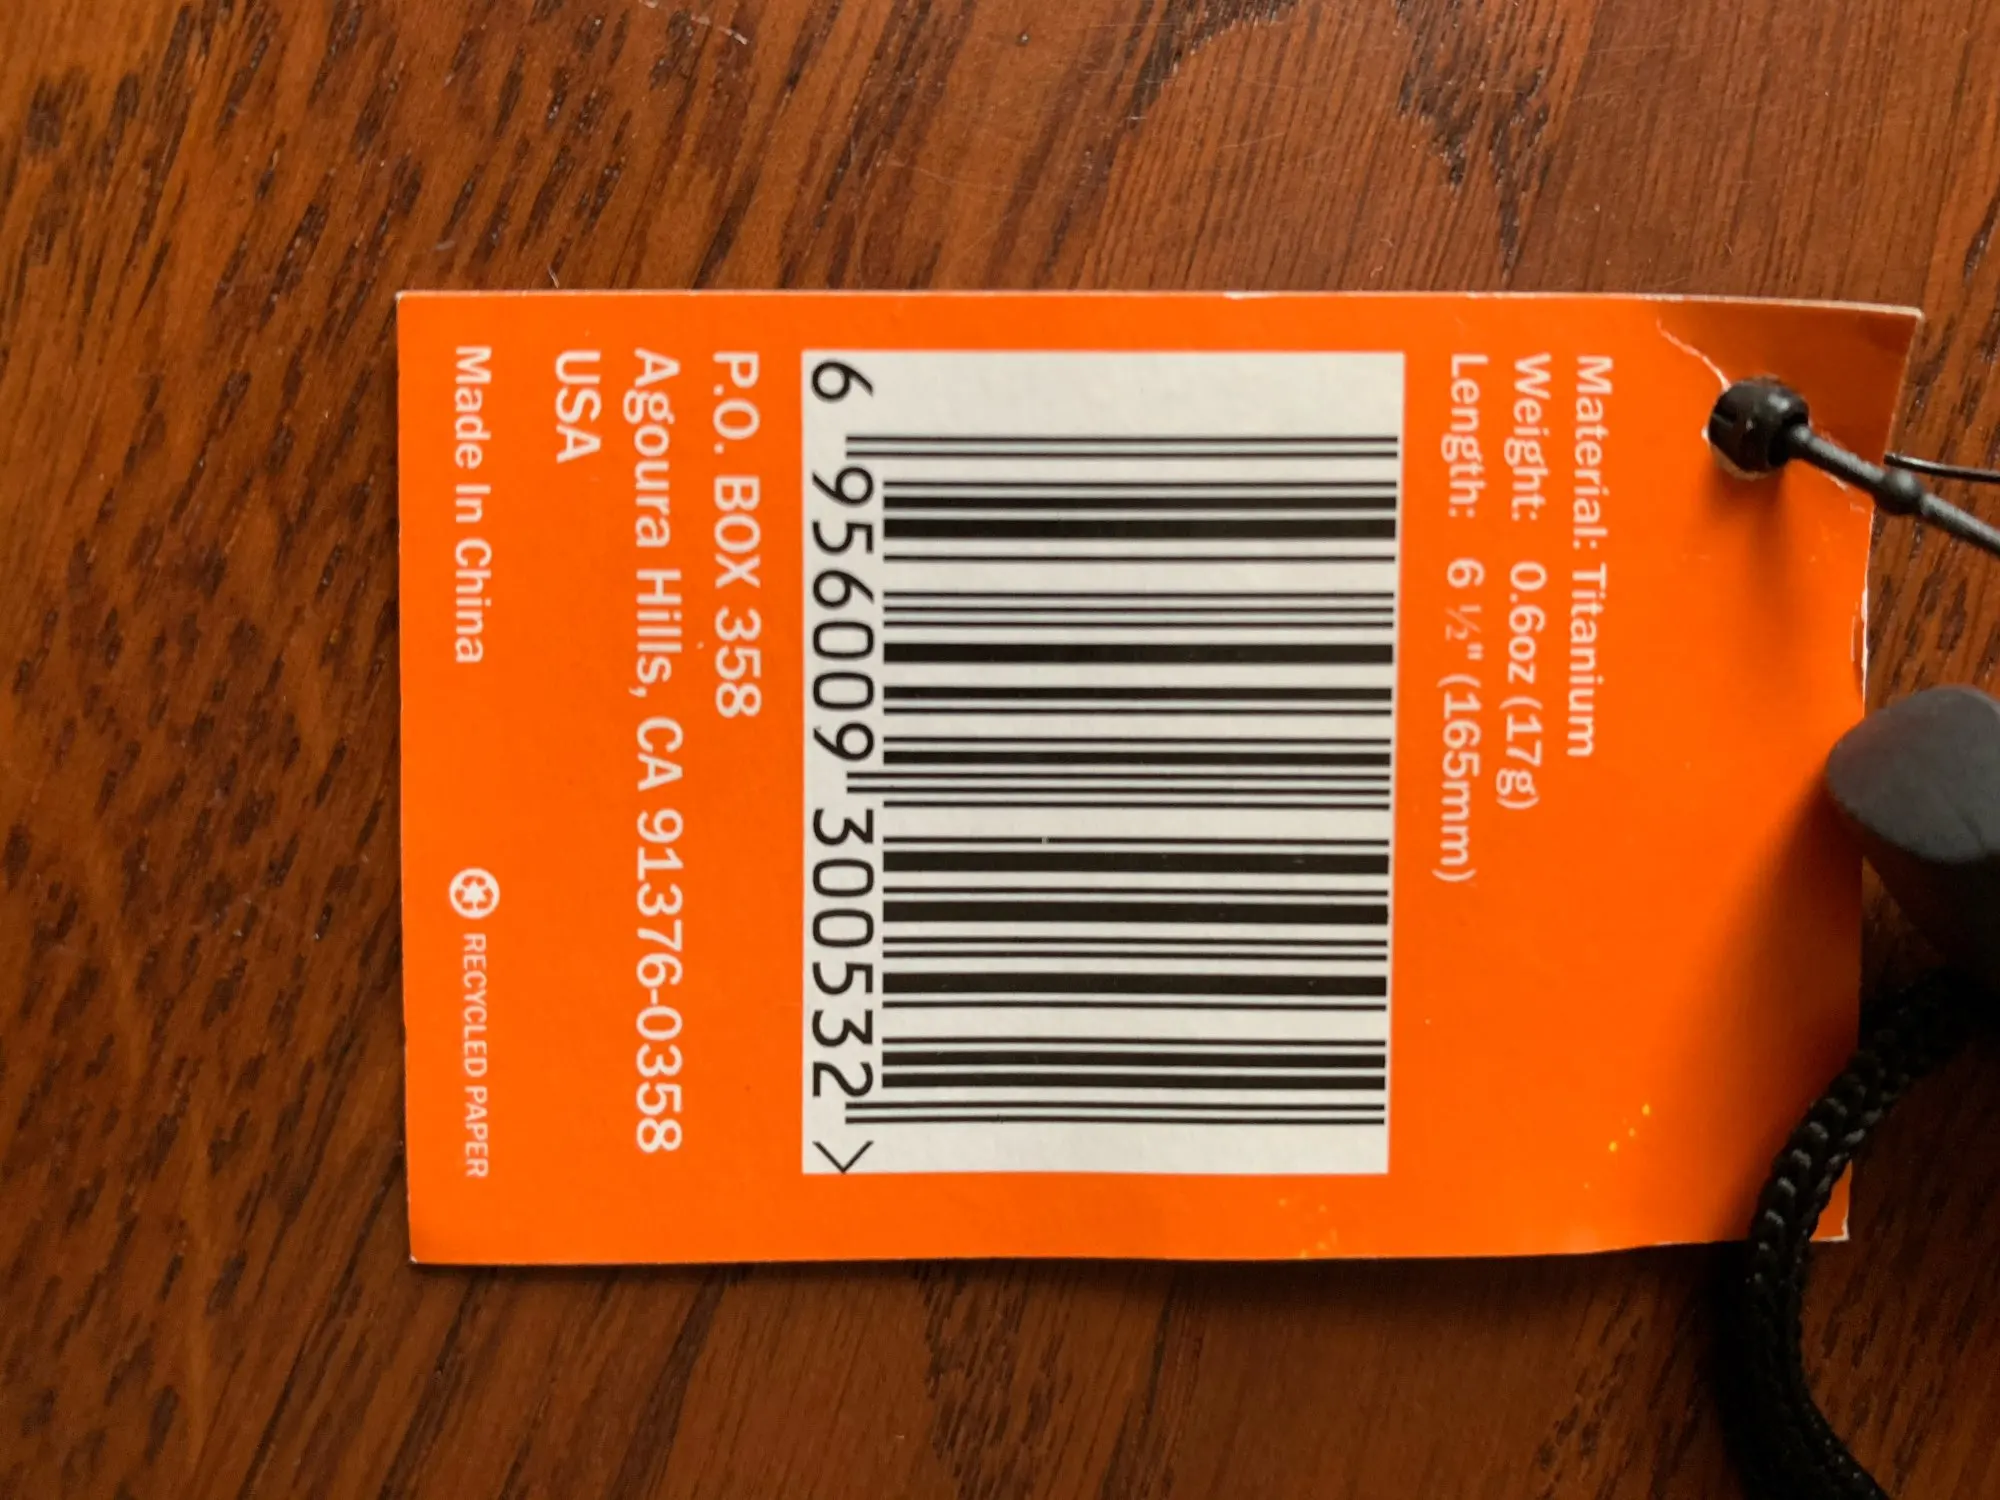 Material: Titanium
Weight: 0.6oz (17g)
Length: 6 ½" (165mm)
6 956009 300532 >
P.O. BOX 358
Agoura Hills, CA 91376-0358
USA
Made In China
RECYCLED PAPER